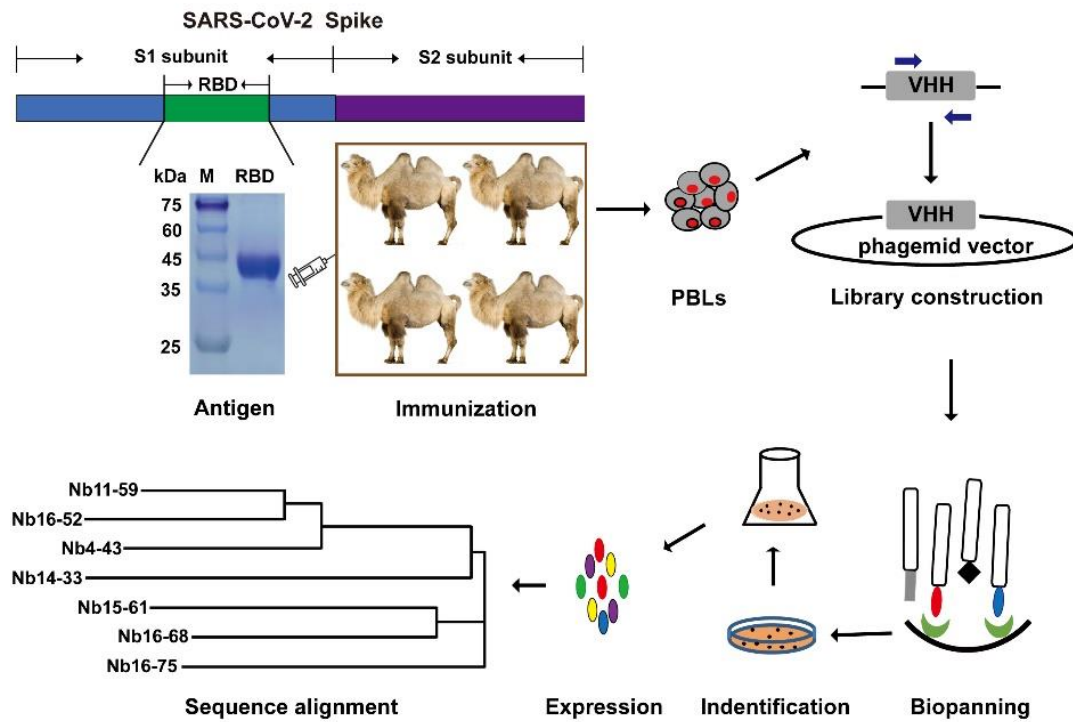 SARS-CoV-2 Spike
S1 subunit
S2 subunit
RBD
kDa M RBD
75
60
45
35
25
Antigen
Immunization
PBLs
VHH
VHH
phagemid vector
Library construction
Nb11-59
Nb16-52
Nb4-43
Nb14-33
Nb15-61
Nb16-68
Nb16-75
Sequence alignment
Expression
Indentification
Biopanning